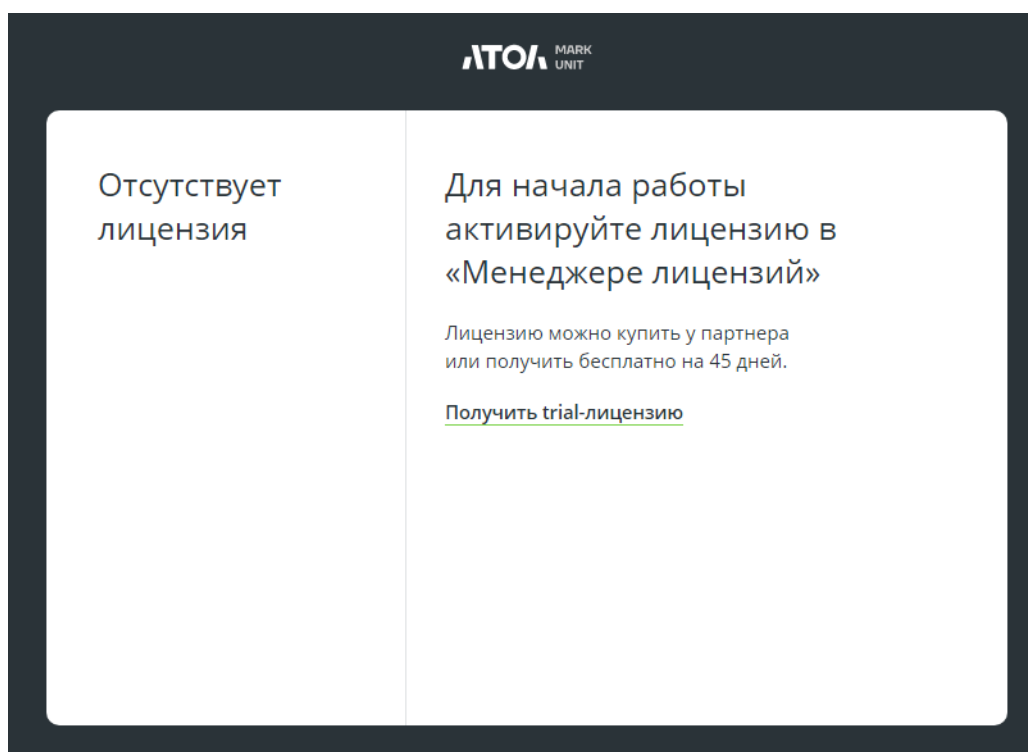 АТОЛ MARK
UNIT
Отсутствует
лицензия
Для начала работы
активируйте лицензию в
«Менеджере лицензий»
Лицензию можно купить у партнера
или получить бесплатно на 45 дней.
Получить trial-лицензию